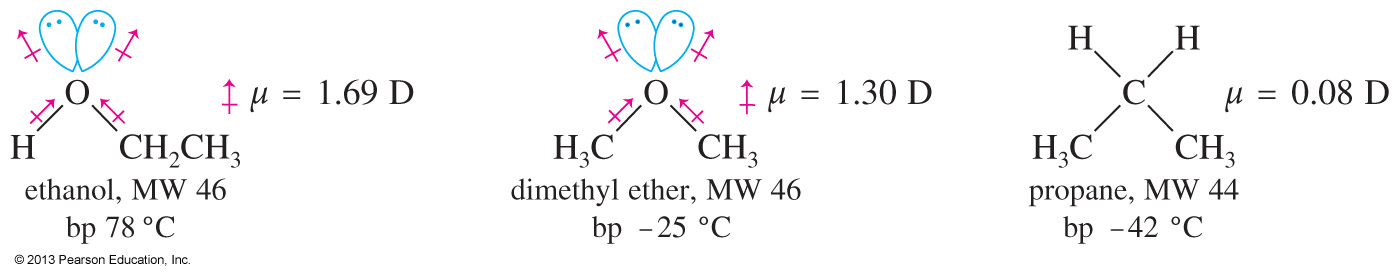 O
H
CH₂CH₃
μ = 1.69 D
ethanol, MW 46
bp 78 °C
O
H₃C
CH₃
μ = 1.30 D
dimethyl ether, MW 46
bp –25 °C
H
H
C
H₃C
CH₃
μ = 0.08 D
propane, MW 44
bp –42 °C
© 2013 Pearson Education, Inc.